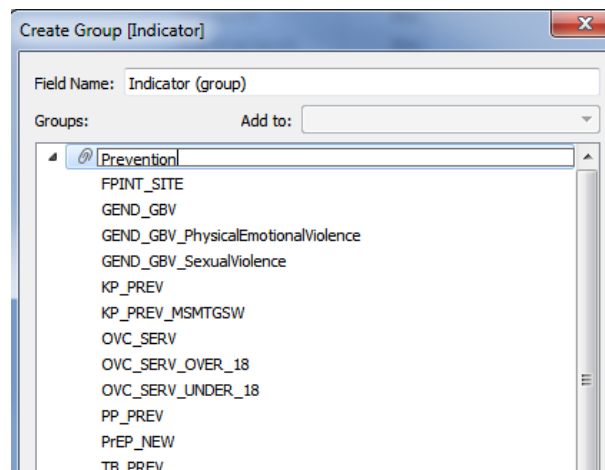 Create Group [Indicator]
Field Name: Indicator (group)
Groups: Add to:
Prevention
FPINT_SITE
GEND_GBV
GEND_GBV_PhysicalEmotionalViolence
GEND_GBV_SexualViolence
KP_PREV
KP_PREV_MSMTGSW
OVC_SERV
OVC_SERV_OVER_18
OVC_SERV_UNDER_18
PP_PREV
PrEP_NEW
TB_PREV